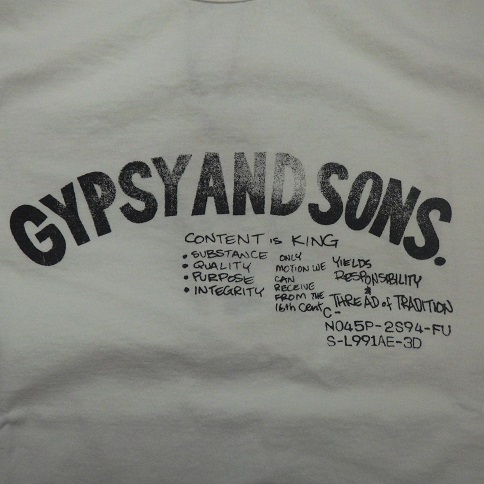 GYPSY AND SONS.
CONTENT is KING
• SUBSTANCE
• QUALITY
• PURPOSE
• INTEGRITY
ONLY
MOTION WE
CAN
RECEIVE
FROM THE
16th Cent
YIELDS
RESPONSIBILITY
&
THREAD of TRADITION
C-
N045P-2S94-FU
S-L991AE-3D